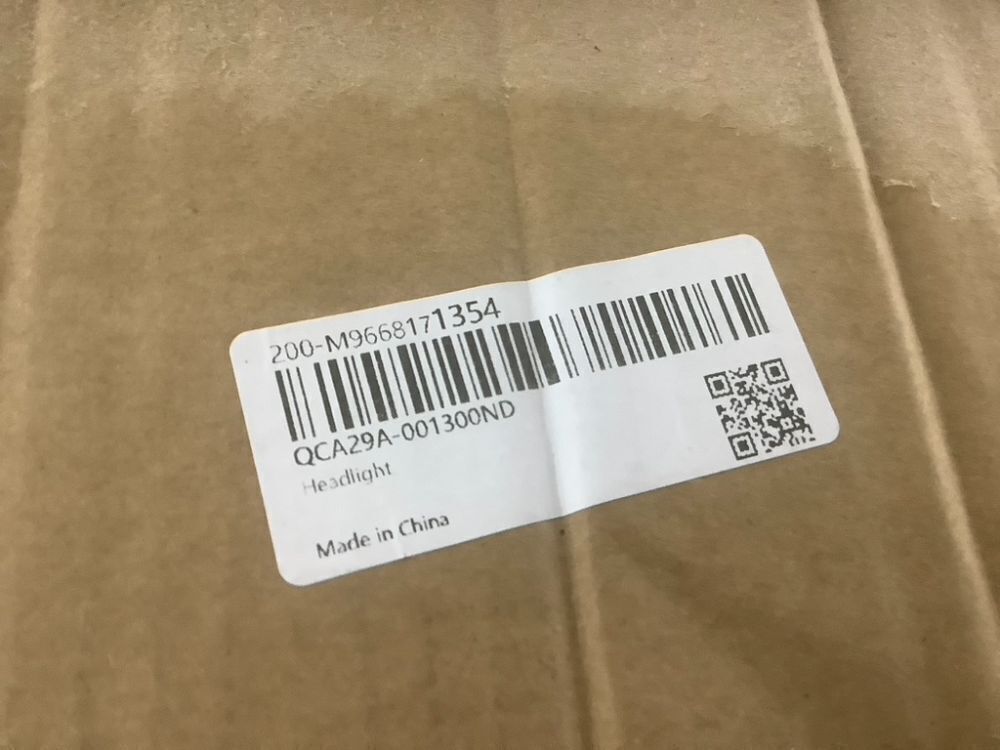 200-M9668171354
QCA29A-001300ND
Headlight
Made in China